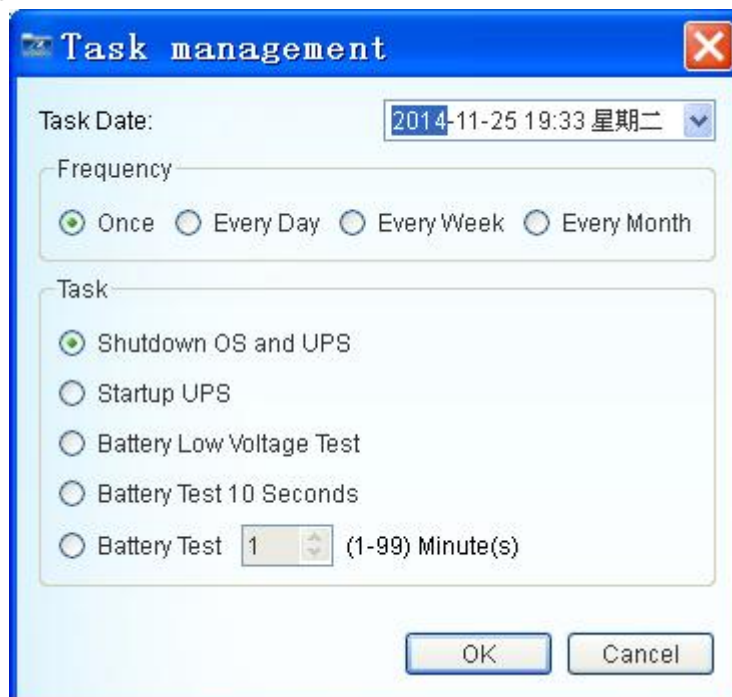 Task management
Task Date: 2014-11-25 19:33 星期二
Frequency
Once Every Day Every Week Every Month
Task
Shutdown OS and UPS
Startup UPS
Battery Low Voltage Test
Battery Test 10 Seconds
Battery Test 1 (1-99) Minute(s)
OK Cancel